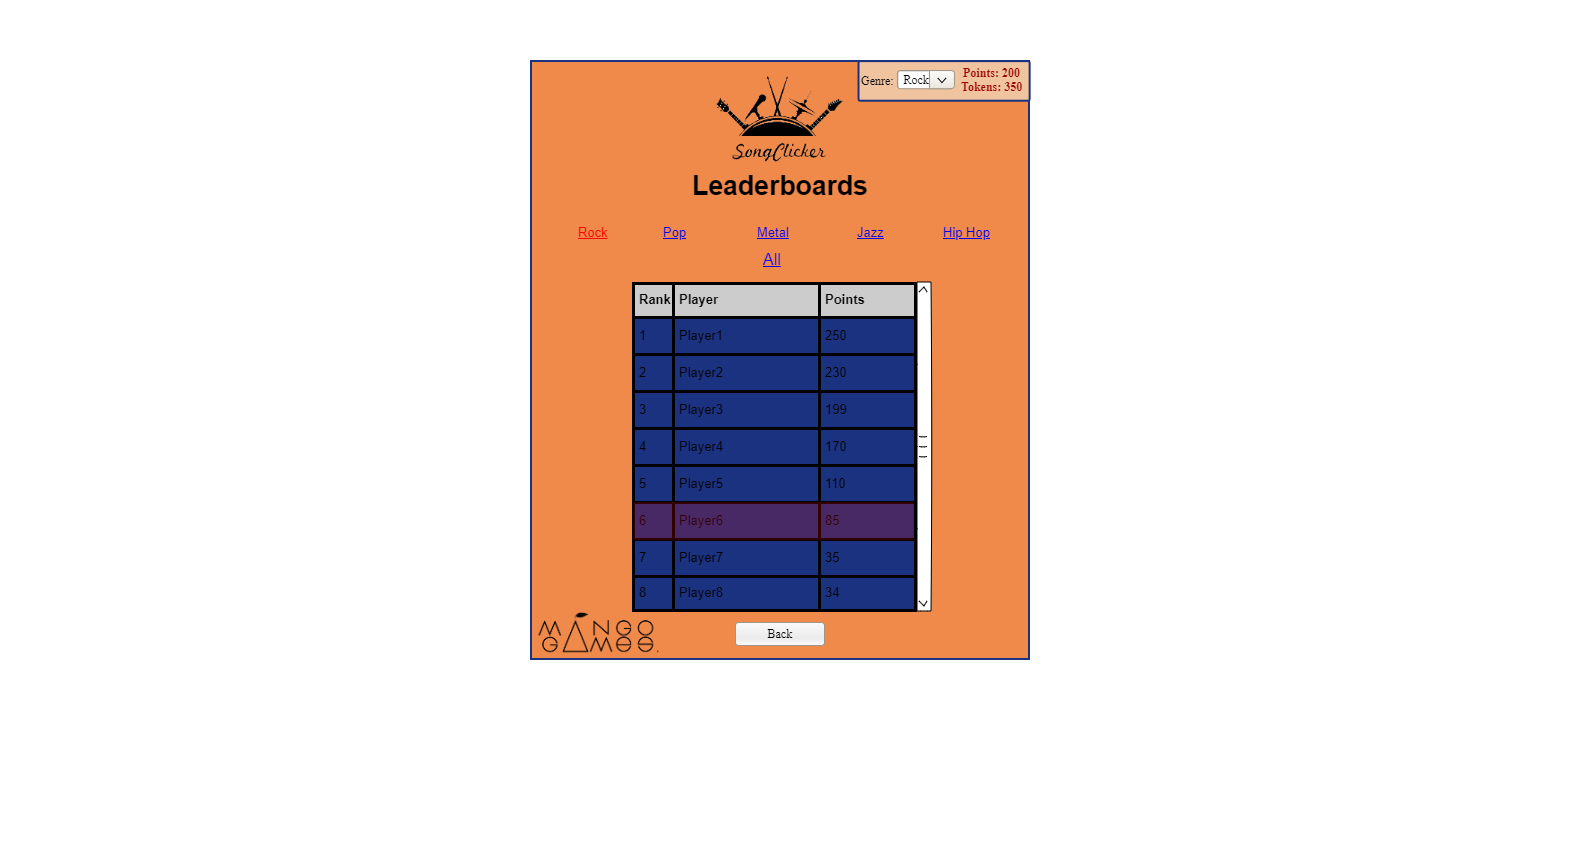 Genre: Rock
Points: 200
Tokens: 350
SongClicker
Leaderboards
Rock Pop Metal Jazz Hip Hop
All
Rank Player Points
1 Player1 250
2 Player2 230
3 Player3 199
4 Player4 170
5 Player5 110
6 Player6 85
7 Player7 35
8 Player8 34
MANGO
GAMES.
Back